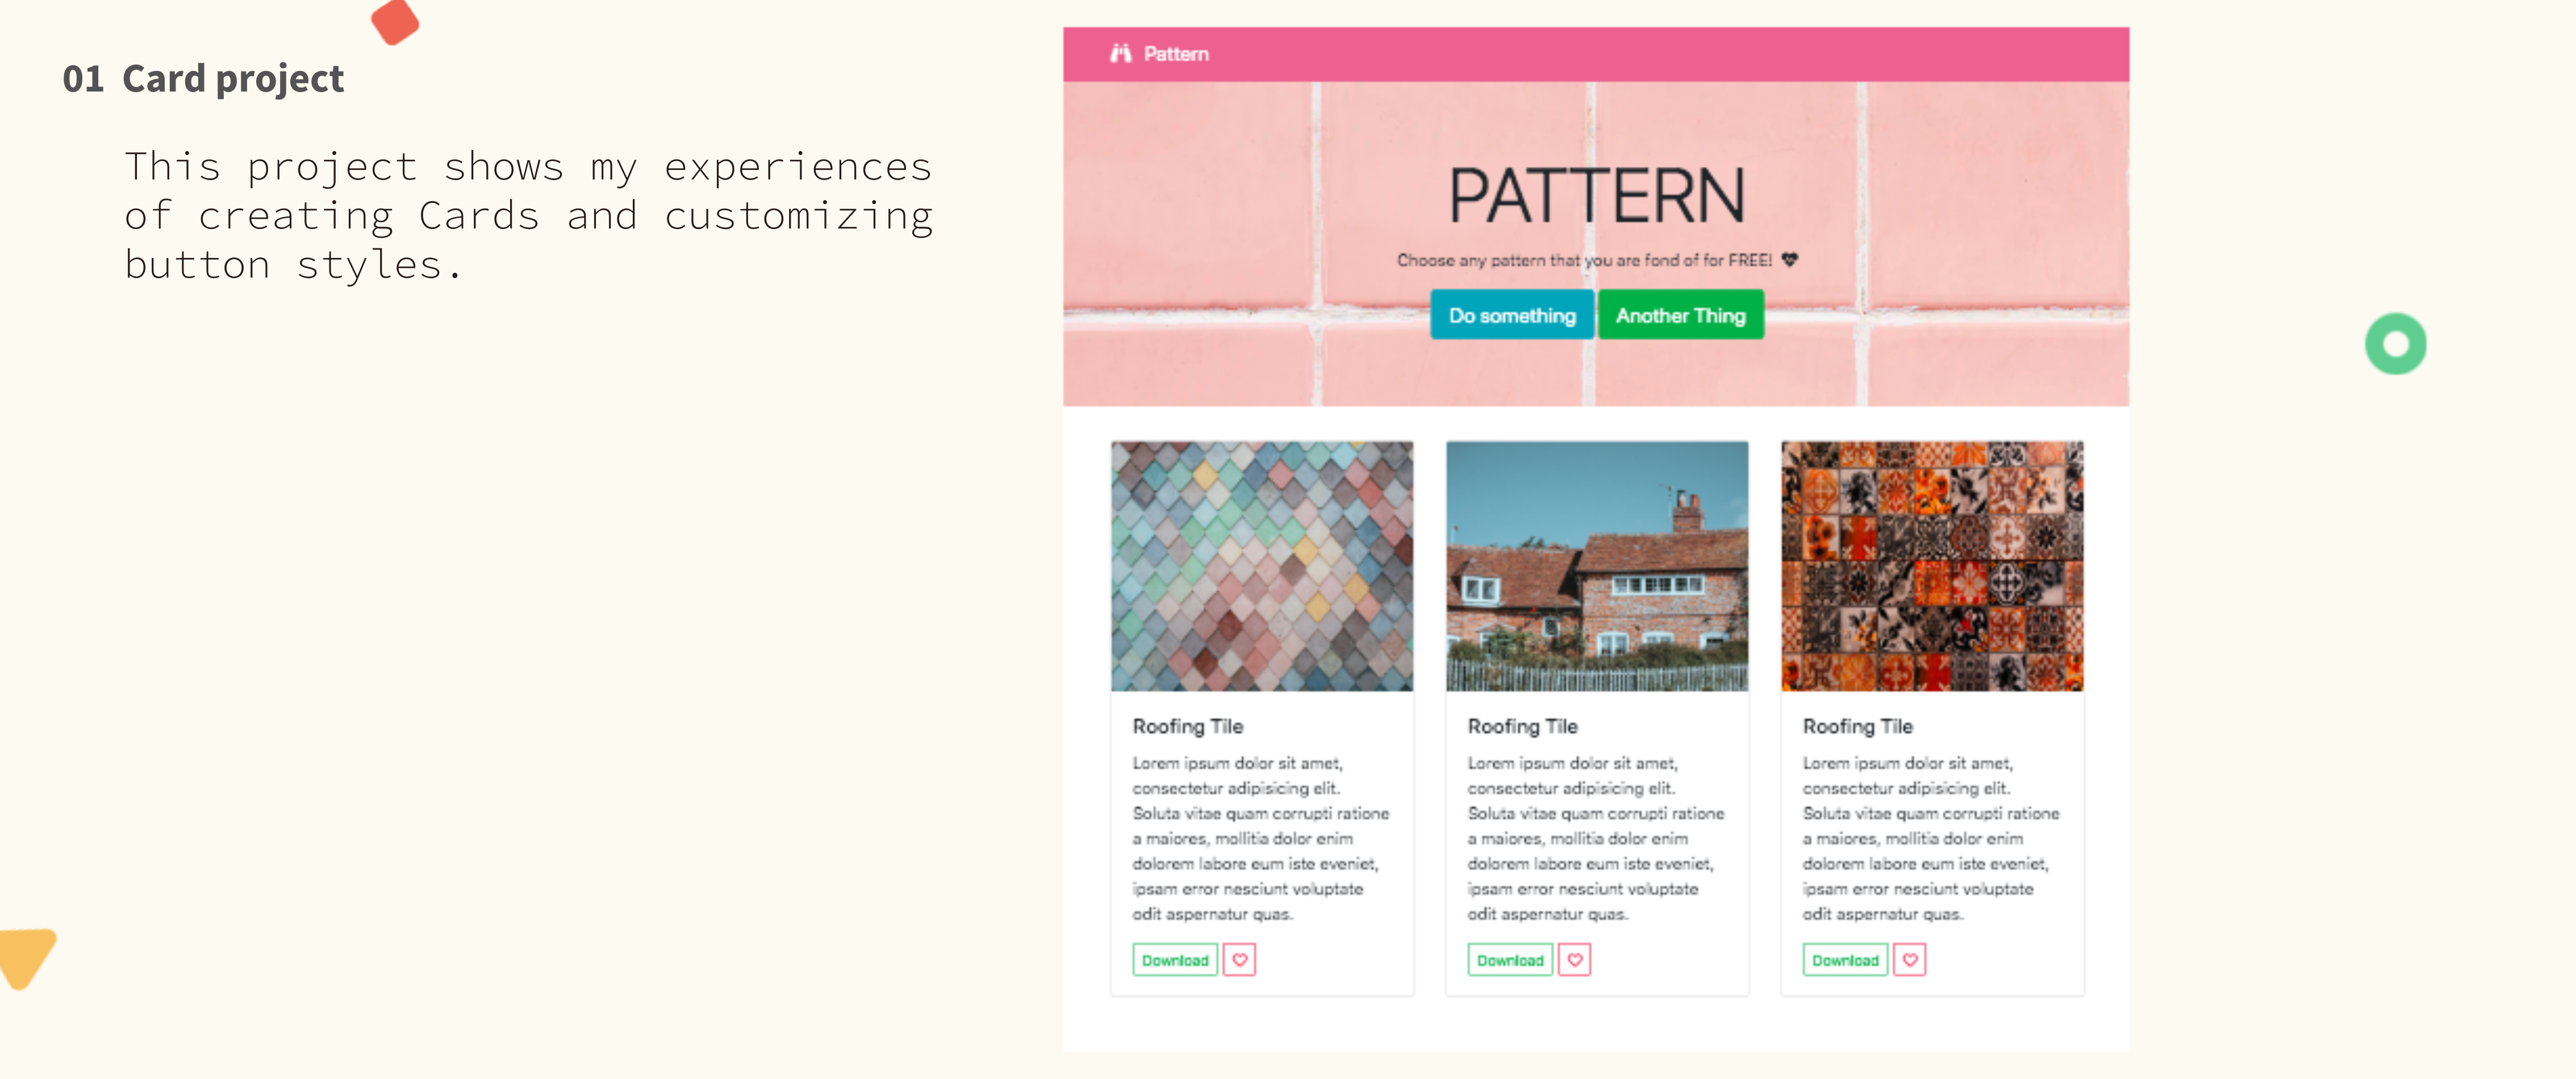 01 Card project
This project shows my experiences
of creating Cards and customizing
button styles.
Pattern
PATTERN
Choose any pattern that you are fond of for FREE!
Do something
Another Thing
Roofing Tile
Lorem ipsum dolor sit amet,
consectetur adipisicing elit.
Soluta vitae quam corrupti ratione
a maiores, mollitia dolor enim
dolorem labore eum iste eveniet,
ipsam error nesciunt voluptate
odit aspernatur quas.
Download
Roofing Tile
Lorem ipsum dolor sit amet,
consectetur adipisicing elit.
Soluta vitae quam corrupti ratione
a maiores, mollitia dolor enim
dolorem labore eum iste eveniet,
ipsam error nesciunt voluptate
odit aspernatur quas.
Download
Roofing Tile
Lorem ipsum dolor sit amet,
consectetur adipisicing elit.
Soluta vitae quam corrupti ratione
a maiores, mollitia dolor enim
dolorem labore eum iste eveniet,
ipsam error nesciunt voluptate
odit aspernatur quas.
Download